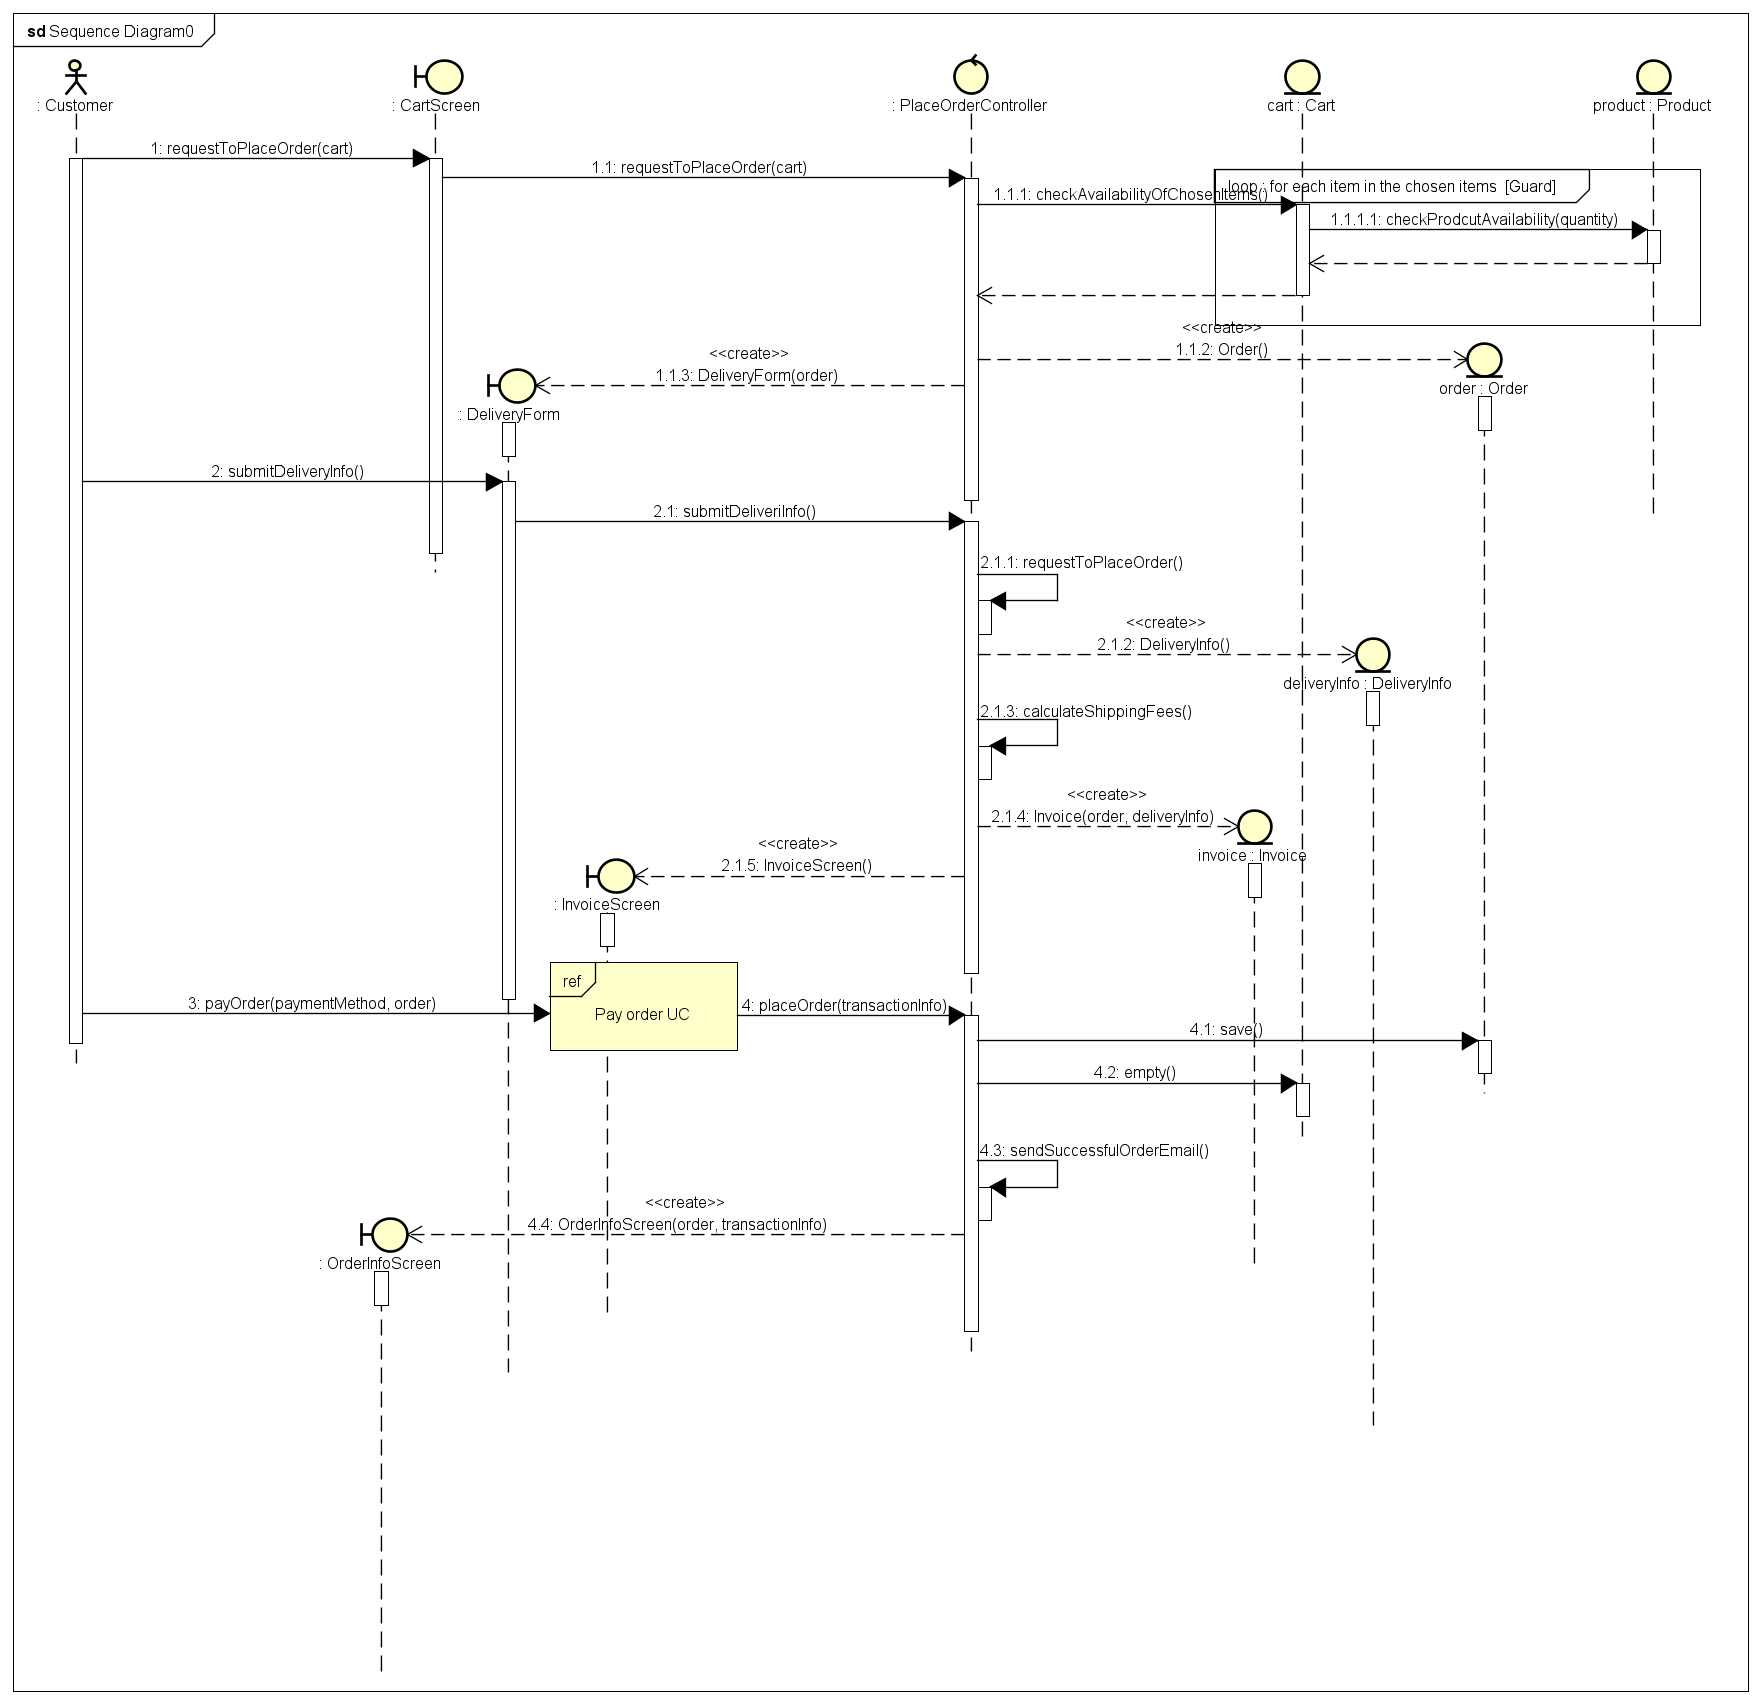 sd Sequence Diagram0
: Customer
: CartScreen
: PlaceOrderController
cart : Cart
product : Product
1: requestToPlaceOrder(cart)
1.1: requestToPlaceOrder(cart)
loop : for each item in the chosen items [Guard]
1.1.1: checkAvailabilityOfChosenItems()
1.1.1.1: checkProdcutAvailability(quantity)
<<create>>
1.1.2: Order()
order : Order
<<create>>
1.1.3: DeliveryForm(order)
: DeliveryForm
2: submitDeliveryInfo()
2.1: submitDeliveriInfo()
2.1.1: requestToPlaceOrder()
<<create>>
2.1.2: DeliveryInfo()
deliveryInfo : DeliveryInfo
2.1.3: calculateShippingFees()
<<create>>
2.1.4: Invoice(order, deliveryInfo)
invoice : Invoice
<<create>>
2.1.5: InvoiceScreen()
: InvoiceScreen
ref
Pay order UC
3: payOrder(paymentMethod, order)
4: placeOrder(transactionInfo)
4.1: save()
4.2: empty()
4.3: sendSuccessfulOrderEmail()
<<create>>
4.4: OrderInfoScreen(order, transactionInfo)
: OrderInfoScreen